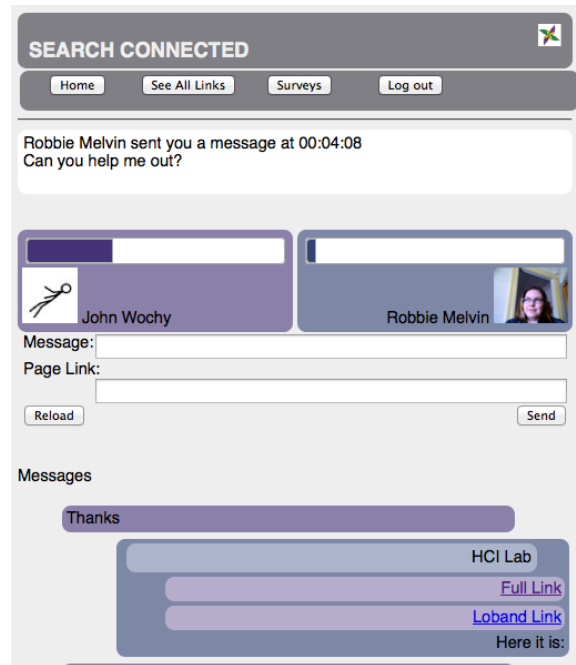 SEARCH CONNECTED
Home See All Links Surveys Log out
Robbie Melvin sent you a message at 00:04:08
Can you help me out?
John Wochy
Robbie Melvin
Message:
Page Link:
Reload Send
Messages
Thanks
HCI Lab
Full Link
Loband Link
Here it is: